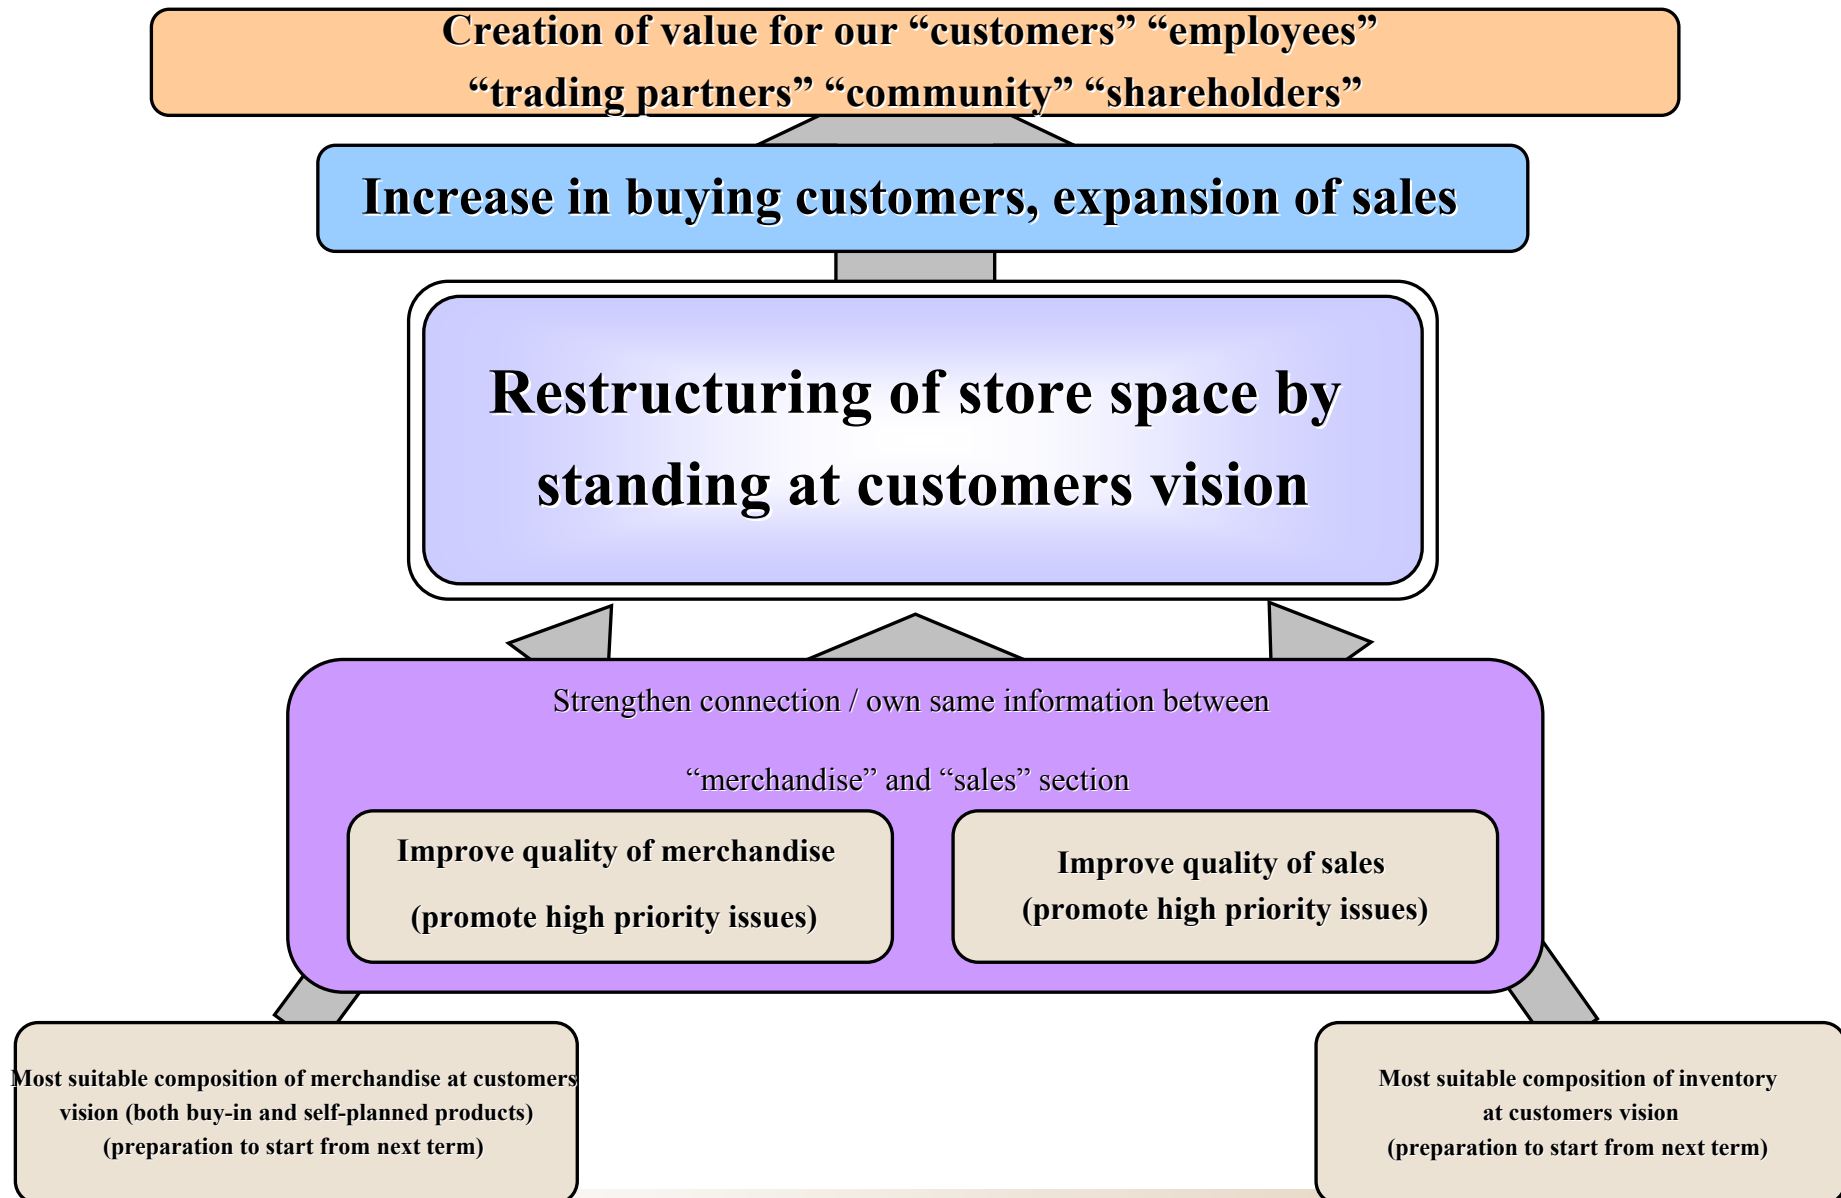 Creation of value for our “customers” “employees”
“trading partners” “community” “shareholders”
Increase in buying customers, expansion of sales
Restructuring of store space by
standing at customers vision
Strengthen connection / own same information between
“merchandise” and “sales” section
Improve quality of merchandise
(promote high priority issues)
Improve quality of sales
(promote high priority issues)
Most suitable composition of merchandise at customers
vision (both buy-in and self-planned products)
(preparation to start from next term)
Most suitable composition of inventory
at customers vision
(preparation to start from next term)